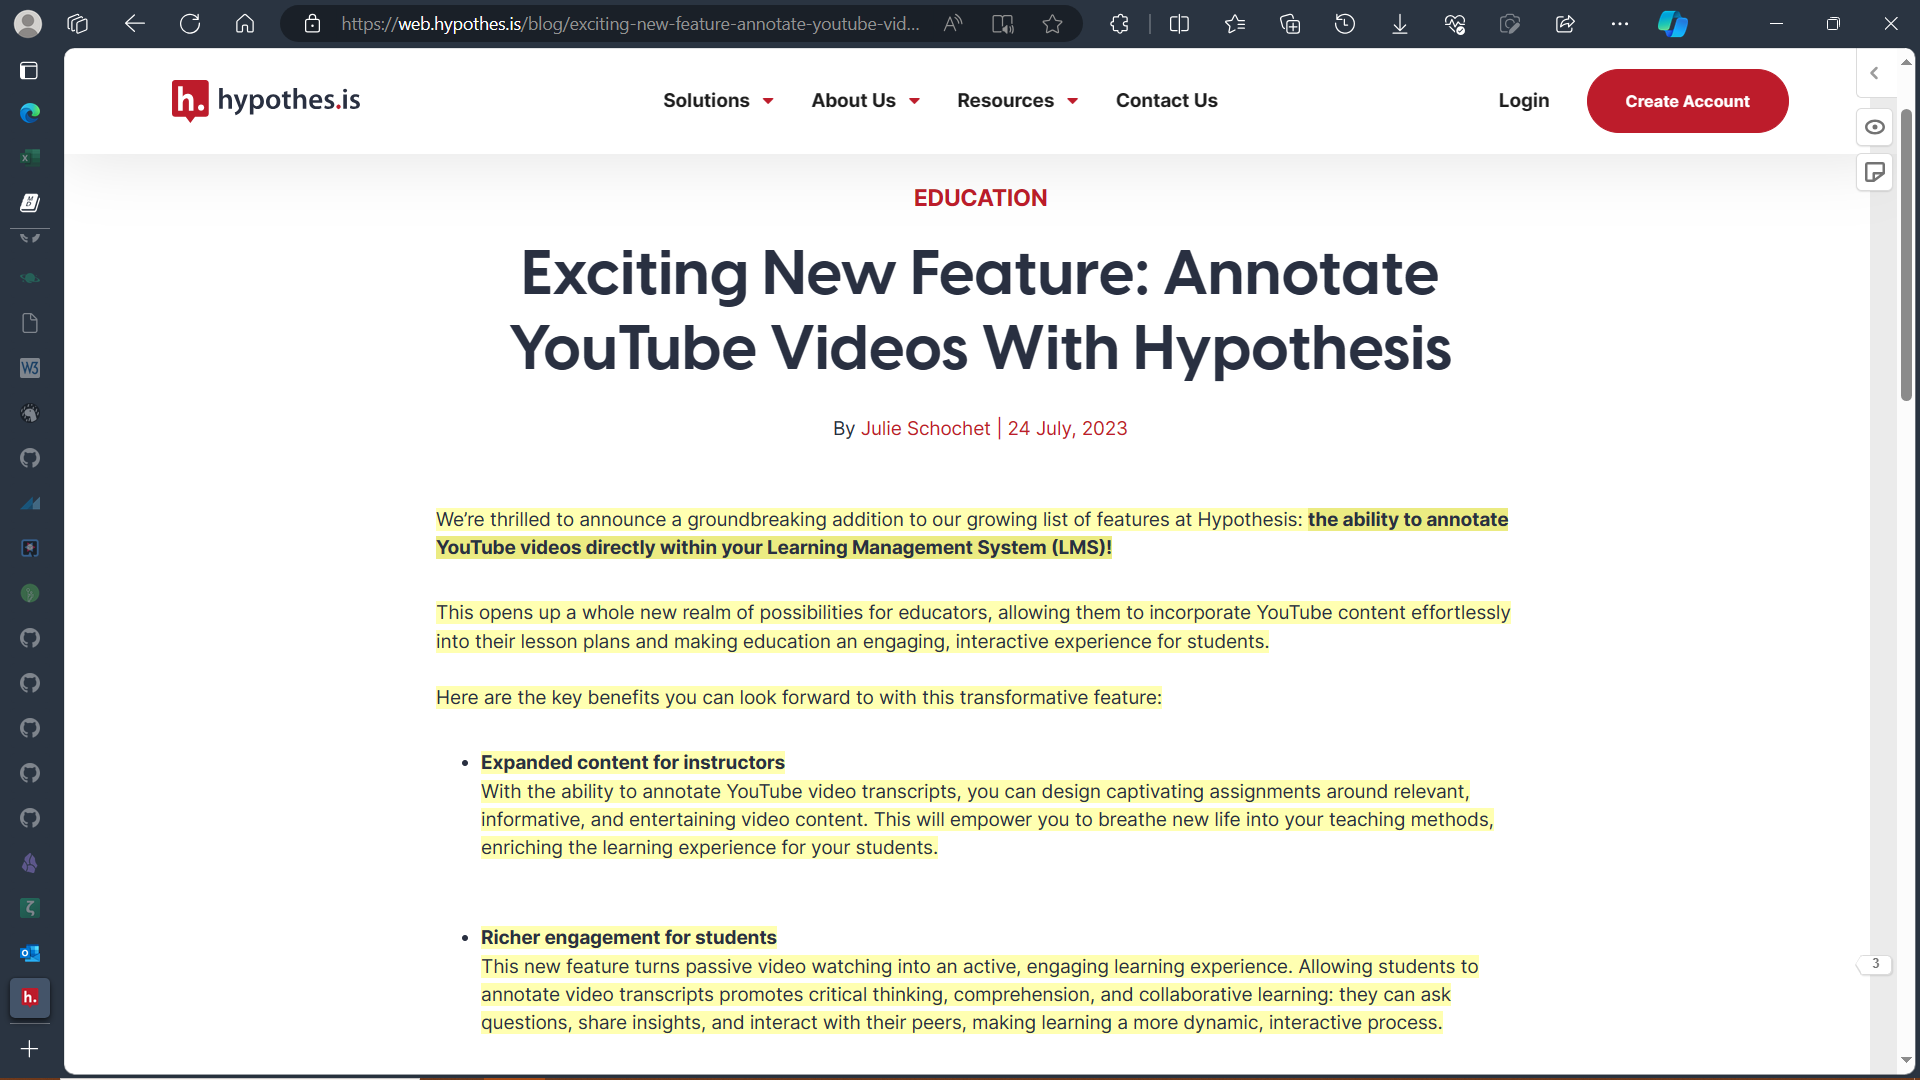 https://web.hypothes.is/blog/exciting-new-feature-annotate-youtube-vid...
h. hypothes.is
Solutions
About Us
Resources
Contact Us
Login
Create Account
EDUCATION
Exciting New Feature: Annotate
YouTube Videos With Hypothesis
By Julie Schochet | 24 July, 2023
We’re thrilled to announce a groundbreaking addition to our growing list of features at Hypothesis: the ability to annotate
YouTube videos directly within your Learning Management System (LMS)!
This opens up a whole new realm of possibilities for educators, allowing them to incorporate YouTube content effortlessly
into their lesson plans and making education an engaging, interactive experience for students.
Here are the key benefits you can look forward to with this transformative feature:
• Expanded content for instructors
With the ability to annotate YouTube video transcripts, you can design captivating assignments around relevant,
informative, and entertaining video content. This will empower you to breathe new life into your teaching methods,
enriching the learning experience for your students.
• Richer engagement for students
This new feature turns passive video watching into an active, engaging learning experience. Allowing students to
annotate video transcripts promotes critical thinking, comprehension, and collaborative learning: they can ask
questions, share insights, and interact with their peers, making learning a more dynamic, interactive process.
3
W3
h.